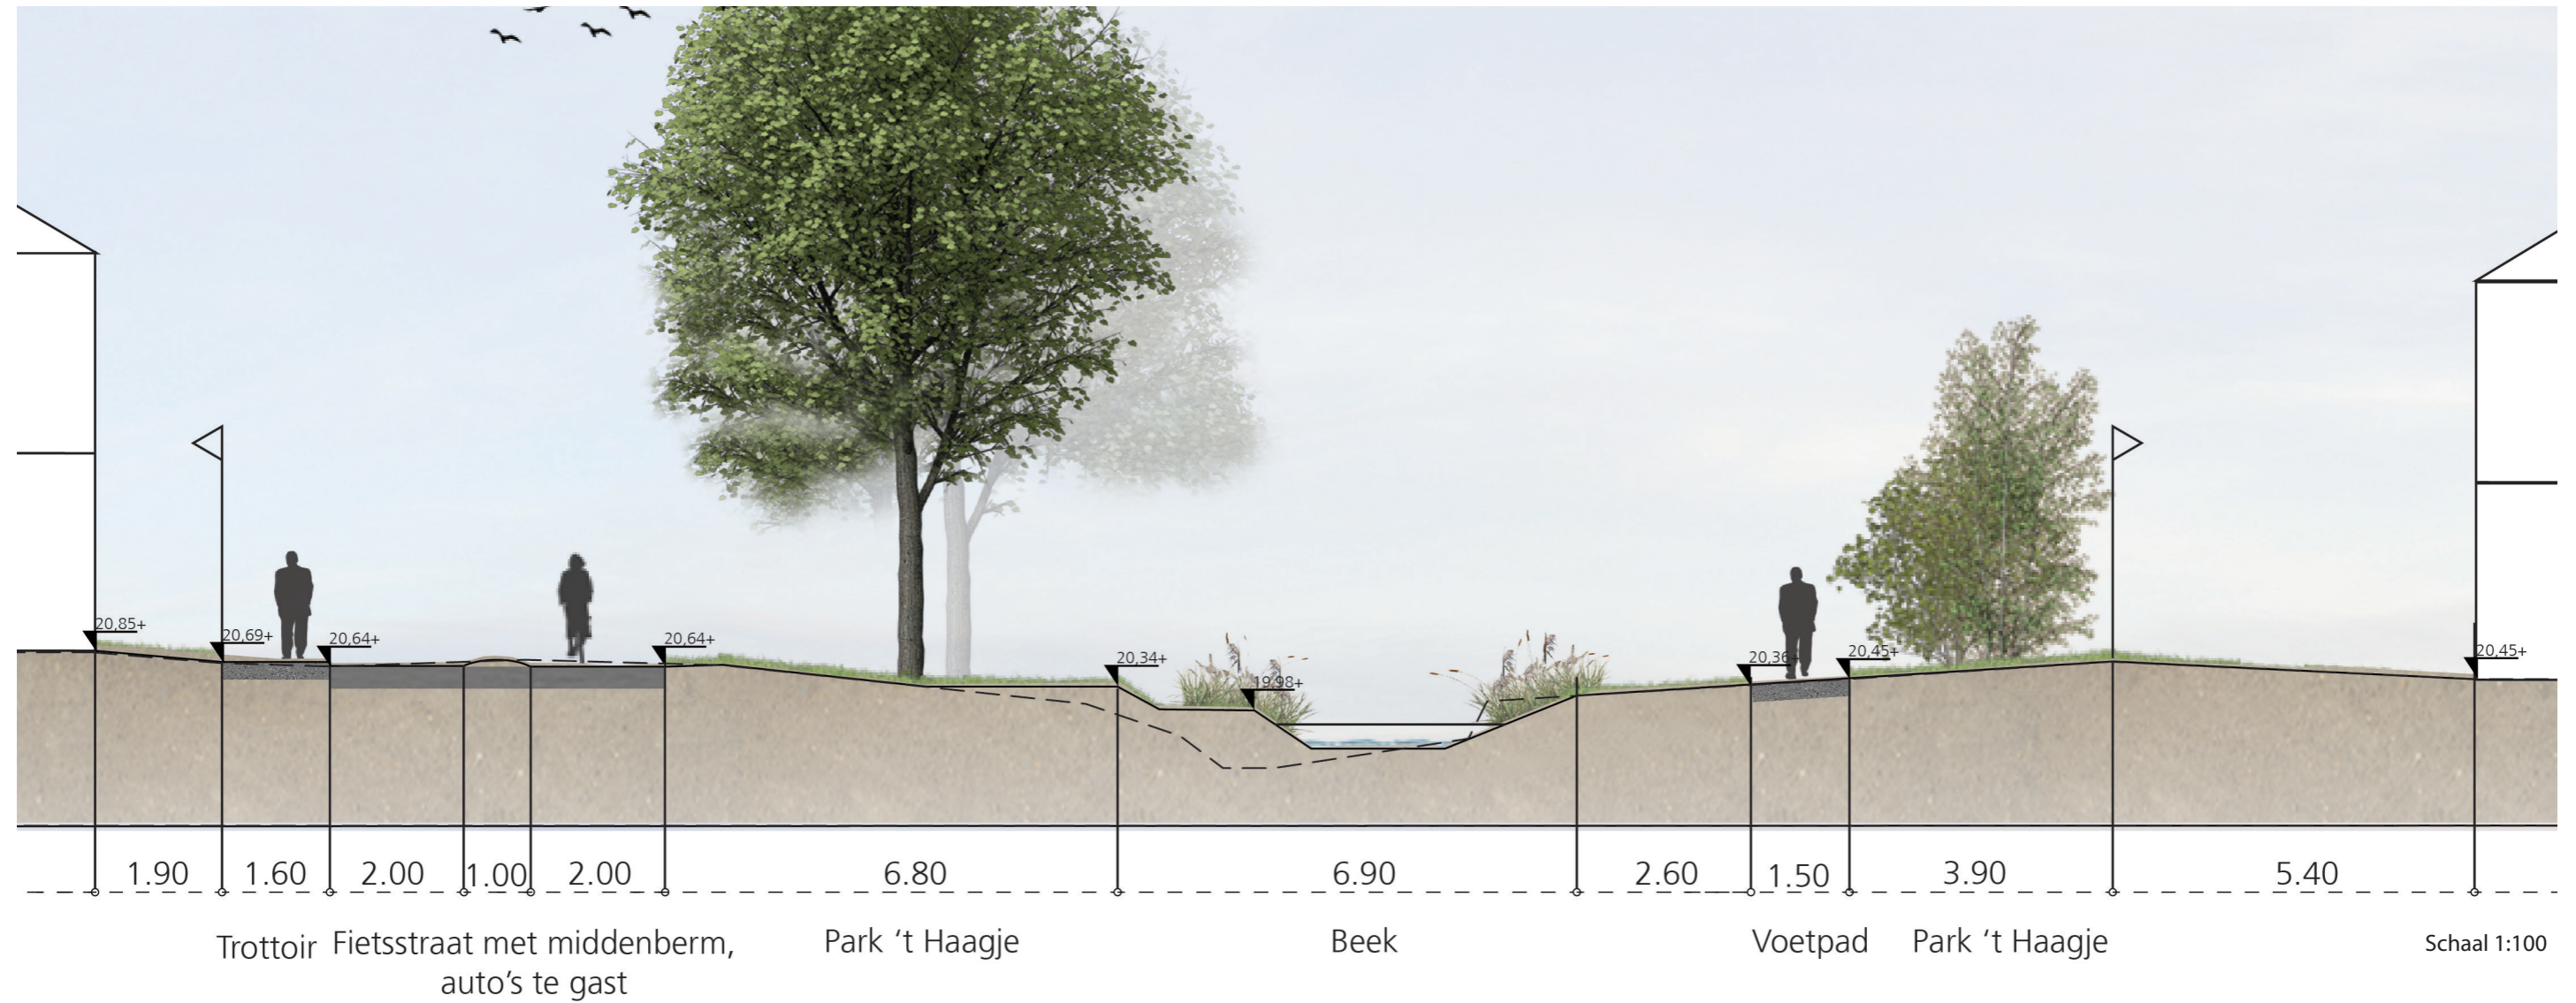 20,85+
20,69+
20,64+
20,64+
20,34+
19,98+
20,36
20,45+
20,45+
1.90
1.60
2.00
1.00
2.00
6.80
6.90
2.60
1.50
3.90
5.40
Trottoir
Fietsstraat met middenberm,
auto's te gast
Park ‘t Haagje
Beek
Voetpad
Park ‘t Haagje
Schaal 1:100